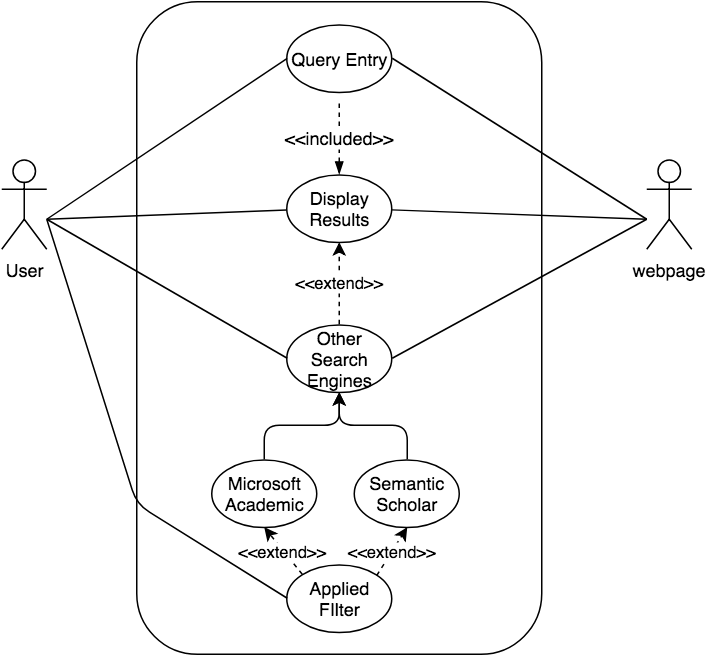 Query Entry
<<included>>
Display
Results
User
webpage
<<extend>>
Other
Search
Engines
Microsoft
Academic
Semantic
Scholar
<<extend>>
<<extend>>
Applied
FIlter